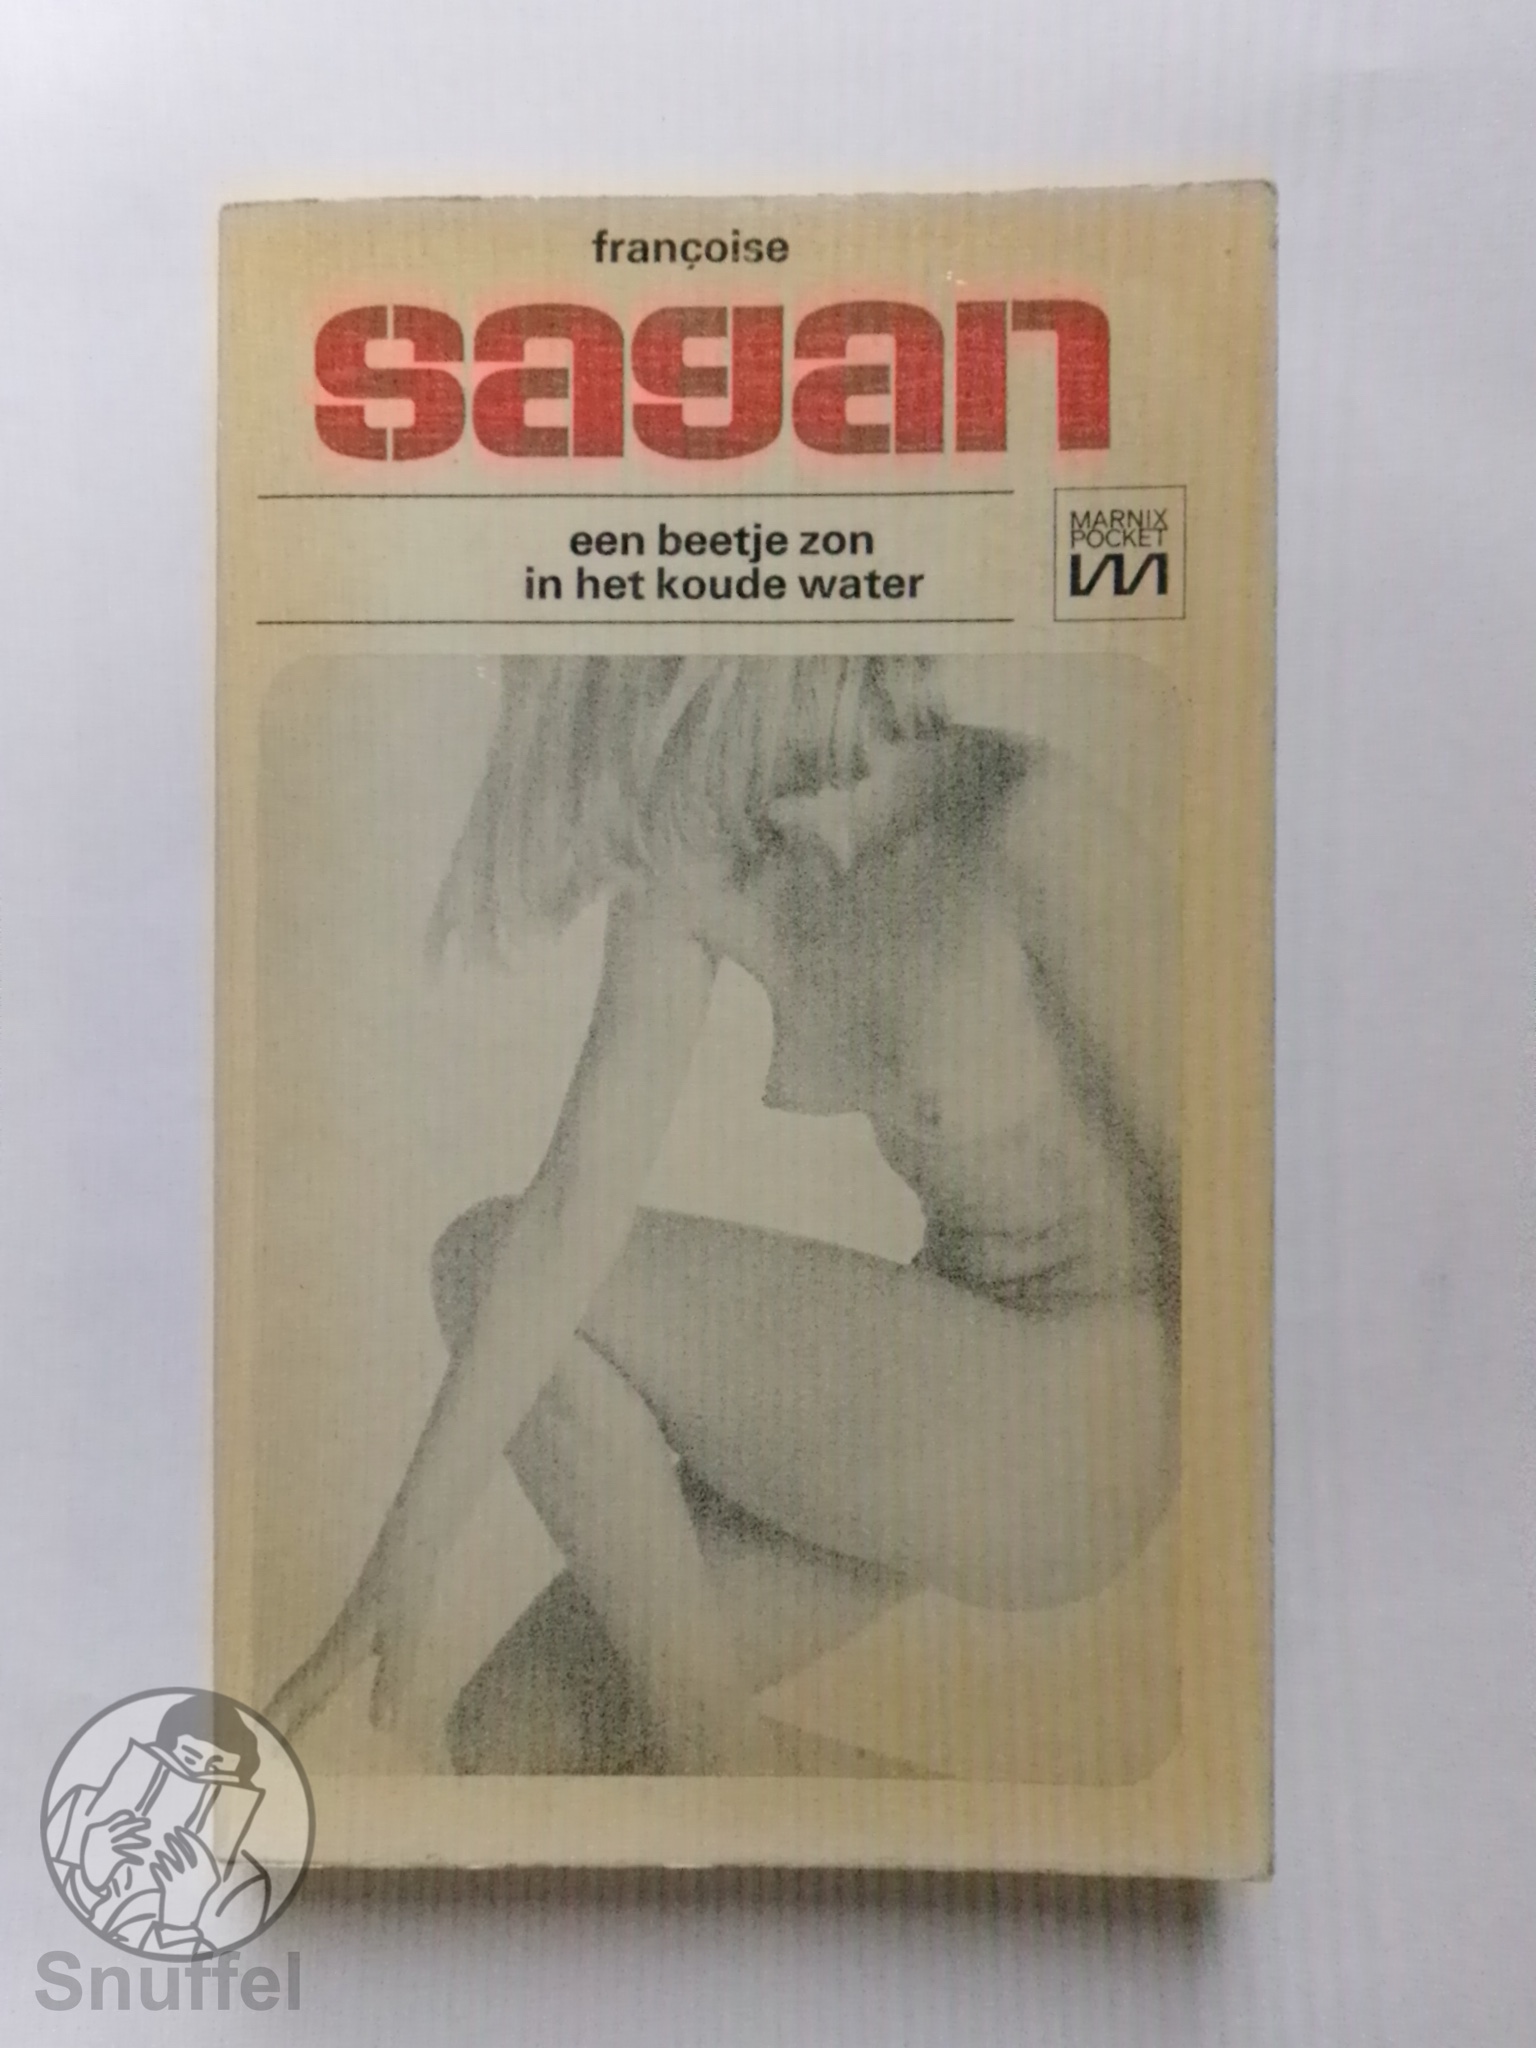 françoise
sagan
een beetje zon
in het koude water
MARNIX
POCKET
Snuffel